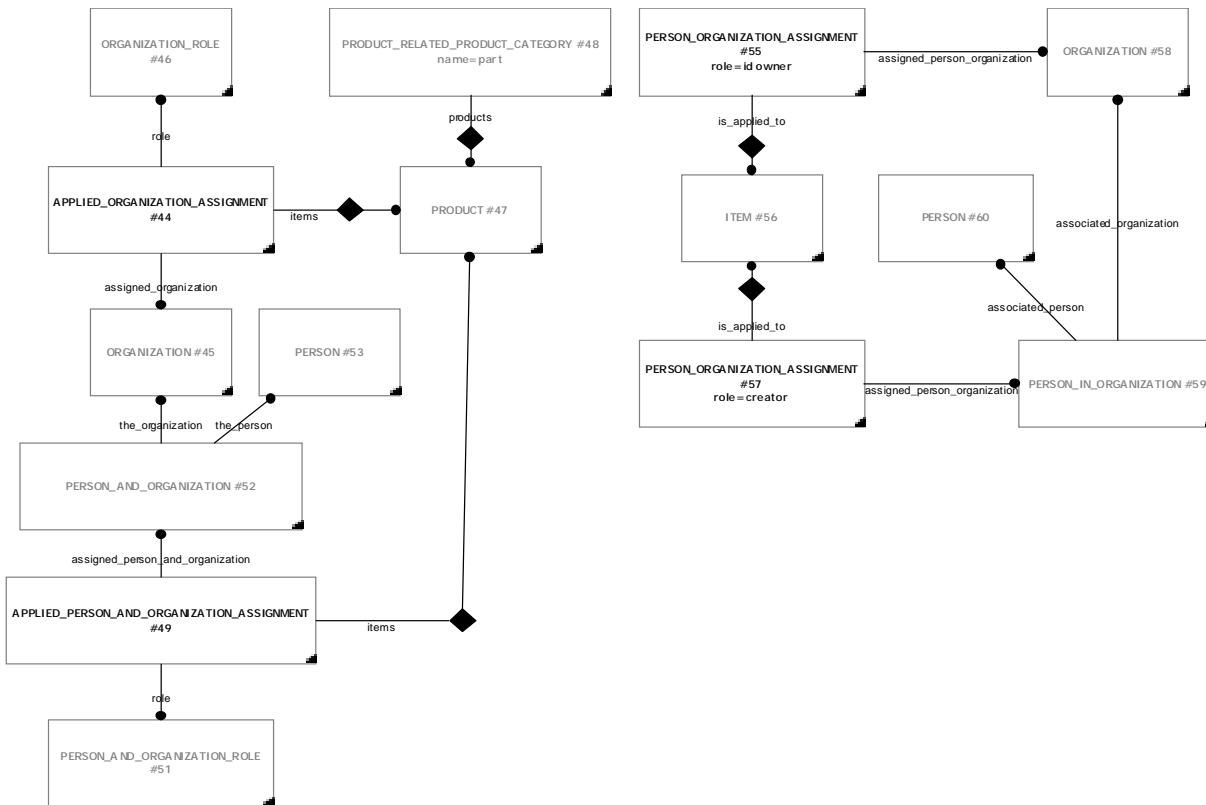 ORGANIZATION_ROLE
#46
PRODUCT_RELATED_PRODUCT_CATEGORY #48
name=part
role
products
APPLIED_ORGANIZATION_ASSIGNMENT
#44
items
PRODUCT #47
assigned_organization
ORGANIZATION #45
PERSON #53
the_organization
the_person
PERSON_AND_ORGANIZATION #52
assigned_person_and_organization
APPLIED_PERSON_AND_ORGANIZATION_ASSIGNMENT
#49
items
role
PERSON_AND_ORGANIZATION_ROLE
#51
PERSON_ORGANIZATION_ASSIGNMENT
#55
role=id owner
assigned_person_organization
ORGANIZATION #58
is_applied_to
ITEM #56
PERSON #60
associated_organization
associated_person
is_applied_to
PERSON_ORGANIZATION_ASSIGNMENT
#57
role=creator
assigned_person_organization
PERSON_IN_ORGANIZATION #59